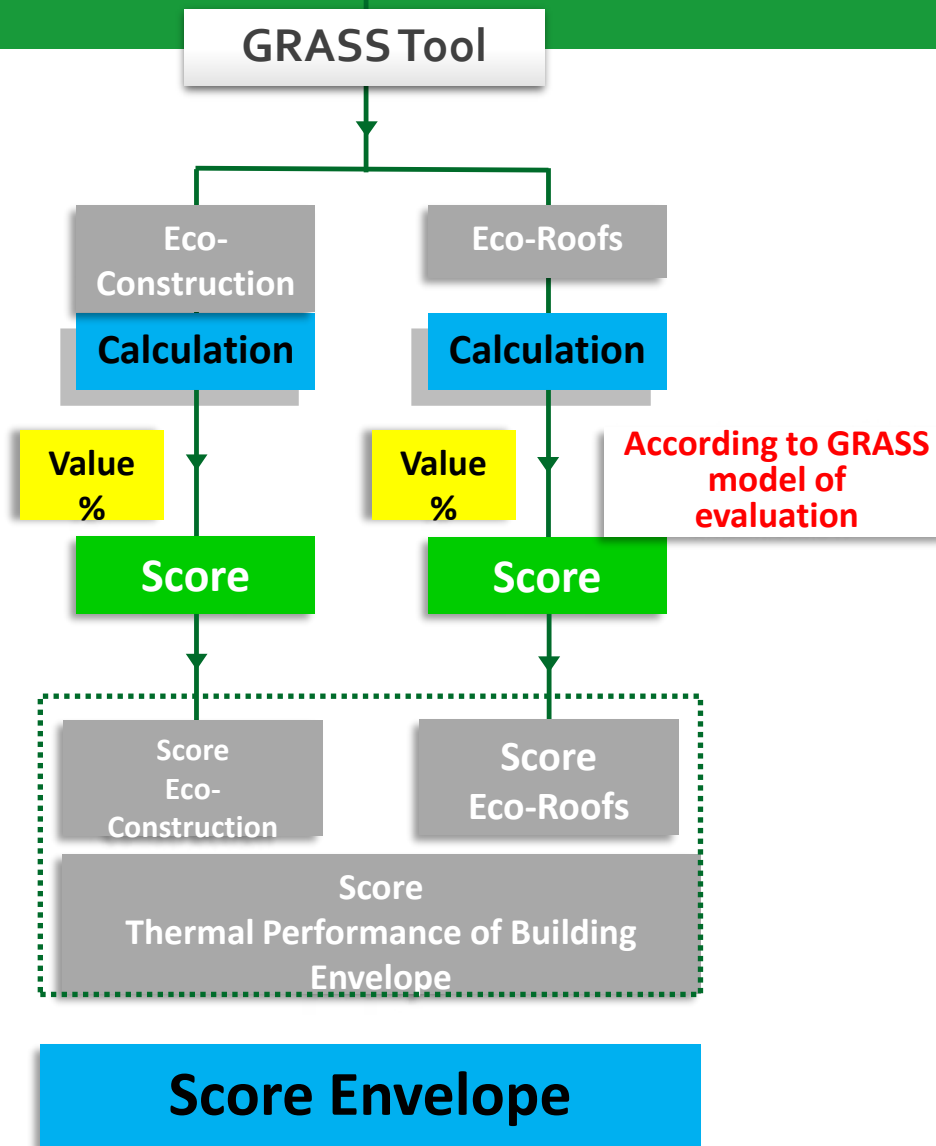 GRASS Tool
Eco-
Construction
Eco-Roofs
Calculation
Calculation
Value
%
Value
%
According to GRASS
model of
evaluation
Score
Score
Score
Eco-
Construction
Score
Eco-Roofs
Score
Thermal Performance of Building
Envelope
Score Envelope